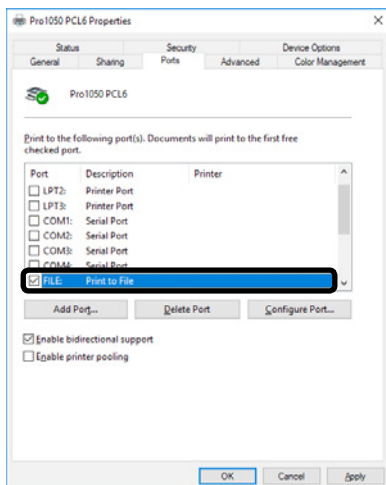 Pro1050 PCL6 Properties
Status Security Device Options
General Sharing Ports Advanced Color Management
Pro1050 PCL6
Print to the following port(s). Documents will print to the first free
checked port.
Port Description Printer
LPT2: Printer Port
LPT3: Printer Port
COM1: Serial Port
COM2: Serial Port
COM3: Serial Port
COM4: Serial Port
FILE: Print to File
Add Port... Delete Port Configure Port...
Enable bidirectional support
Enable printer pooling
OK Cancel Apply